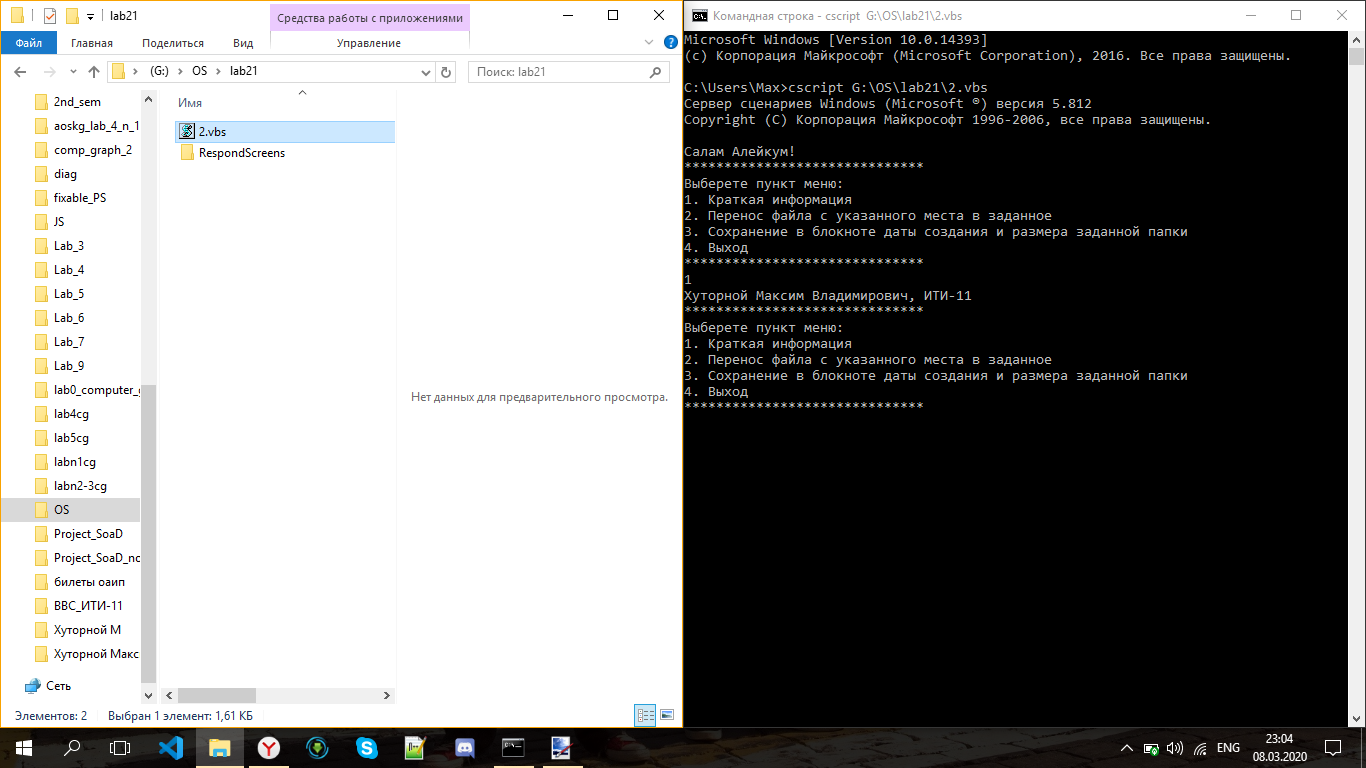 lab21
Средства работы с приложениями
Файл
Главная
Поделиться
Вид
Управление
(G:)
OS
lab21
Поиск: lab21
2nd_sem
aoskg_lab_4_n_1
comp_graph_2
diag
fixable_PS
JS
Lab_3
Lab_4
Lab_5
Lab_6
Lab_7
Lab_9
lab0_computer_
lab4cg
lab5cg
labn1cg
labn2-3cg
OS
Project_SoaD
Project_SoaD_nc
билеты оаип
ВВС_ИТИ-11
Хуторной М
Хуторной Макс
Сеть
Имя
2.vbs
RespondScreens
Нет данных для предварительного просмотра.
Элементов: 2
Выбран 1 элемент: 1,61 КБ
Командная строка - cscript G:\OS\lab21\2.vbs
Microsoft Windows [Version 10.0.14393]
(c) Корпорация Майкрософт (Microsoft Corporation), 2016. Все права защищены.
C:\Users\Max>cscript G:\OS\lab21\2.vbs
Сервер сценариев Windows (Microsoft ®) версия 5.812
Copyright (C) Корпорация Майкрософт 1996-2006, все права защищены.
Салам Алейкум!
******************************
Выберете пункт меню:
1. Краткая информация
2. Перенос файла с указанного места в заданное
3. Сохранение в блокноте даты создания и размера заданной папки
4. Выход
******************************
1
Хуторной Максим Владимирович, ИТИ-11
******************************
Выберете пункт меню:
1. Краткая информация
2. Перенос файла с указанного места в заданное
3. Сохранение в блокноте даты создания и размера заданной папки
4. Выход
******************************
ENG
23:04
08.03.2020